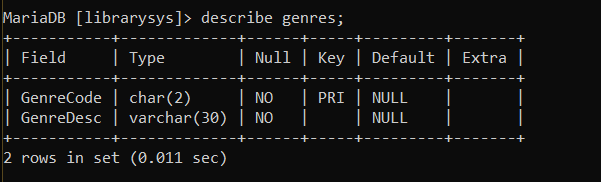 MariaDB [librarysys]> describe genres;
+-----------+-------------+------+-----+---------+-------+
| Field     | Type        | Null | Key | Default | Extra |
+-----------+-------------+------+-----+---------+-------+
| GenreCode | char(2)     | NO   | PRI | NULL    |       |
| GenreDesc | varchar(30) | NO   |     | NULL    |       |
+-----------+-------------+------+-----+---------+-------+
2 rows in set (0.011 sec)